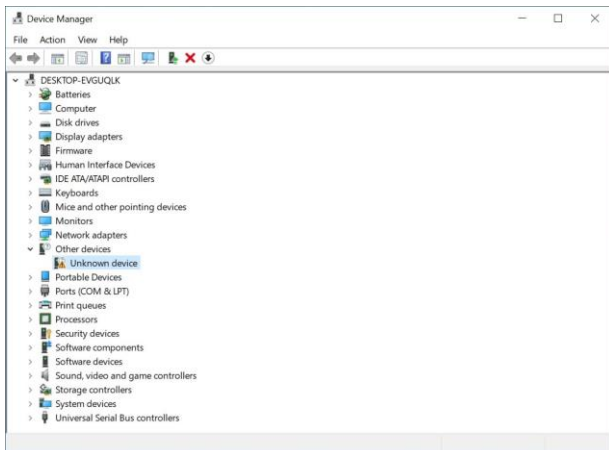 Device Manager
File Action View Help
DESKTOP-EVGUQLK
Batteries
Computer
Disk drives
Display adapters
Firmware
Human Interface Devices
IDE ATA/ATAPI controllers
Keyboards
Mice and other pointing devices
Monitors
Network adapters
Other devices
Unknown device
Portable Devices
Ports (COM & LPT)
Print queues
Processors
Security devices
Software components
Software devices
Sound, video and game controllers
Storage controllers
System devices
Universal Serial Bus controllers